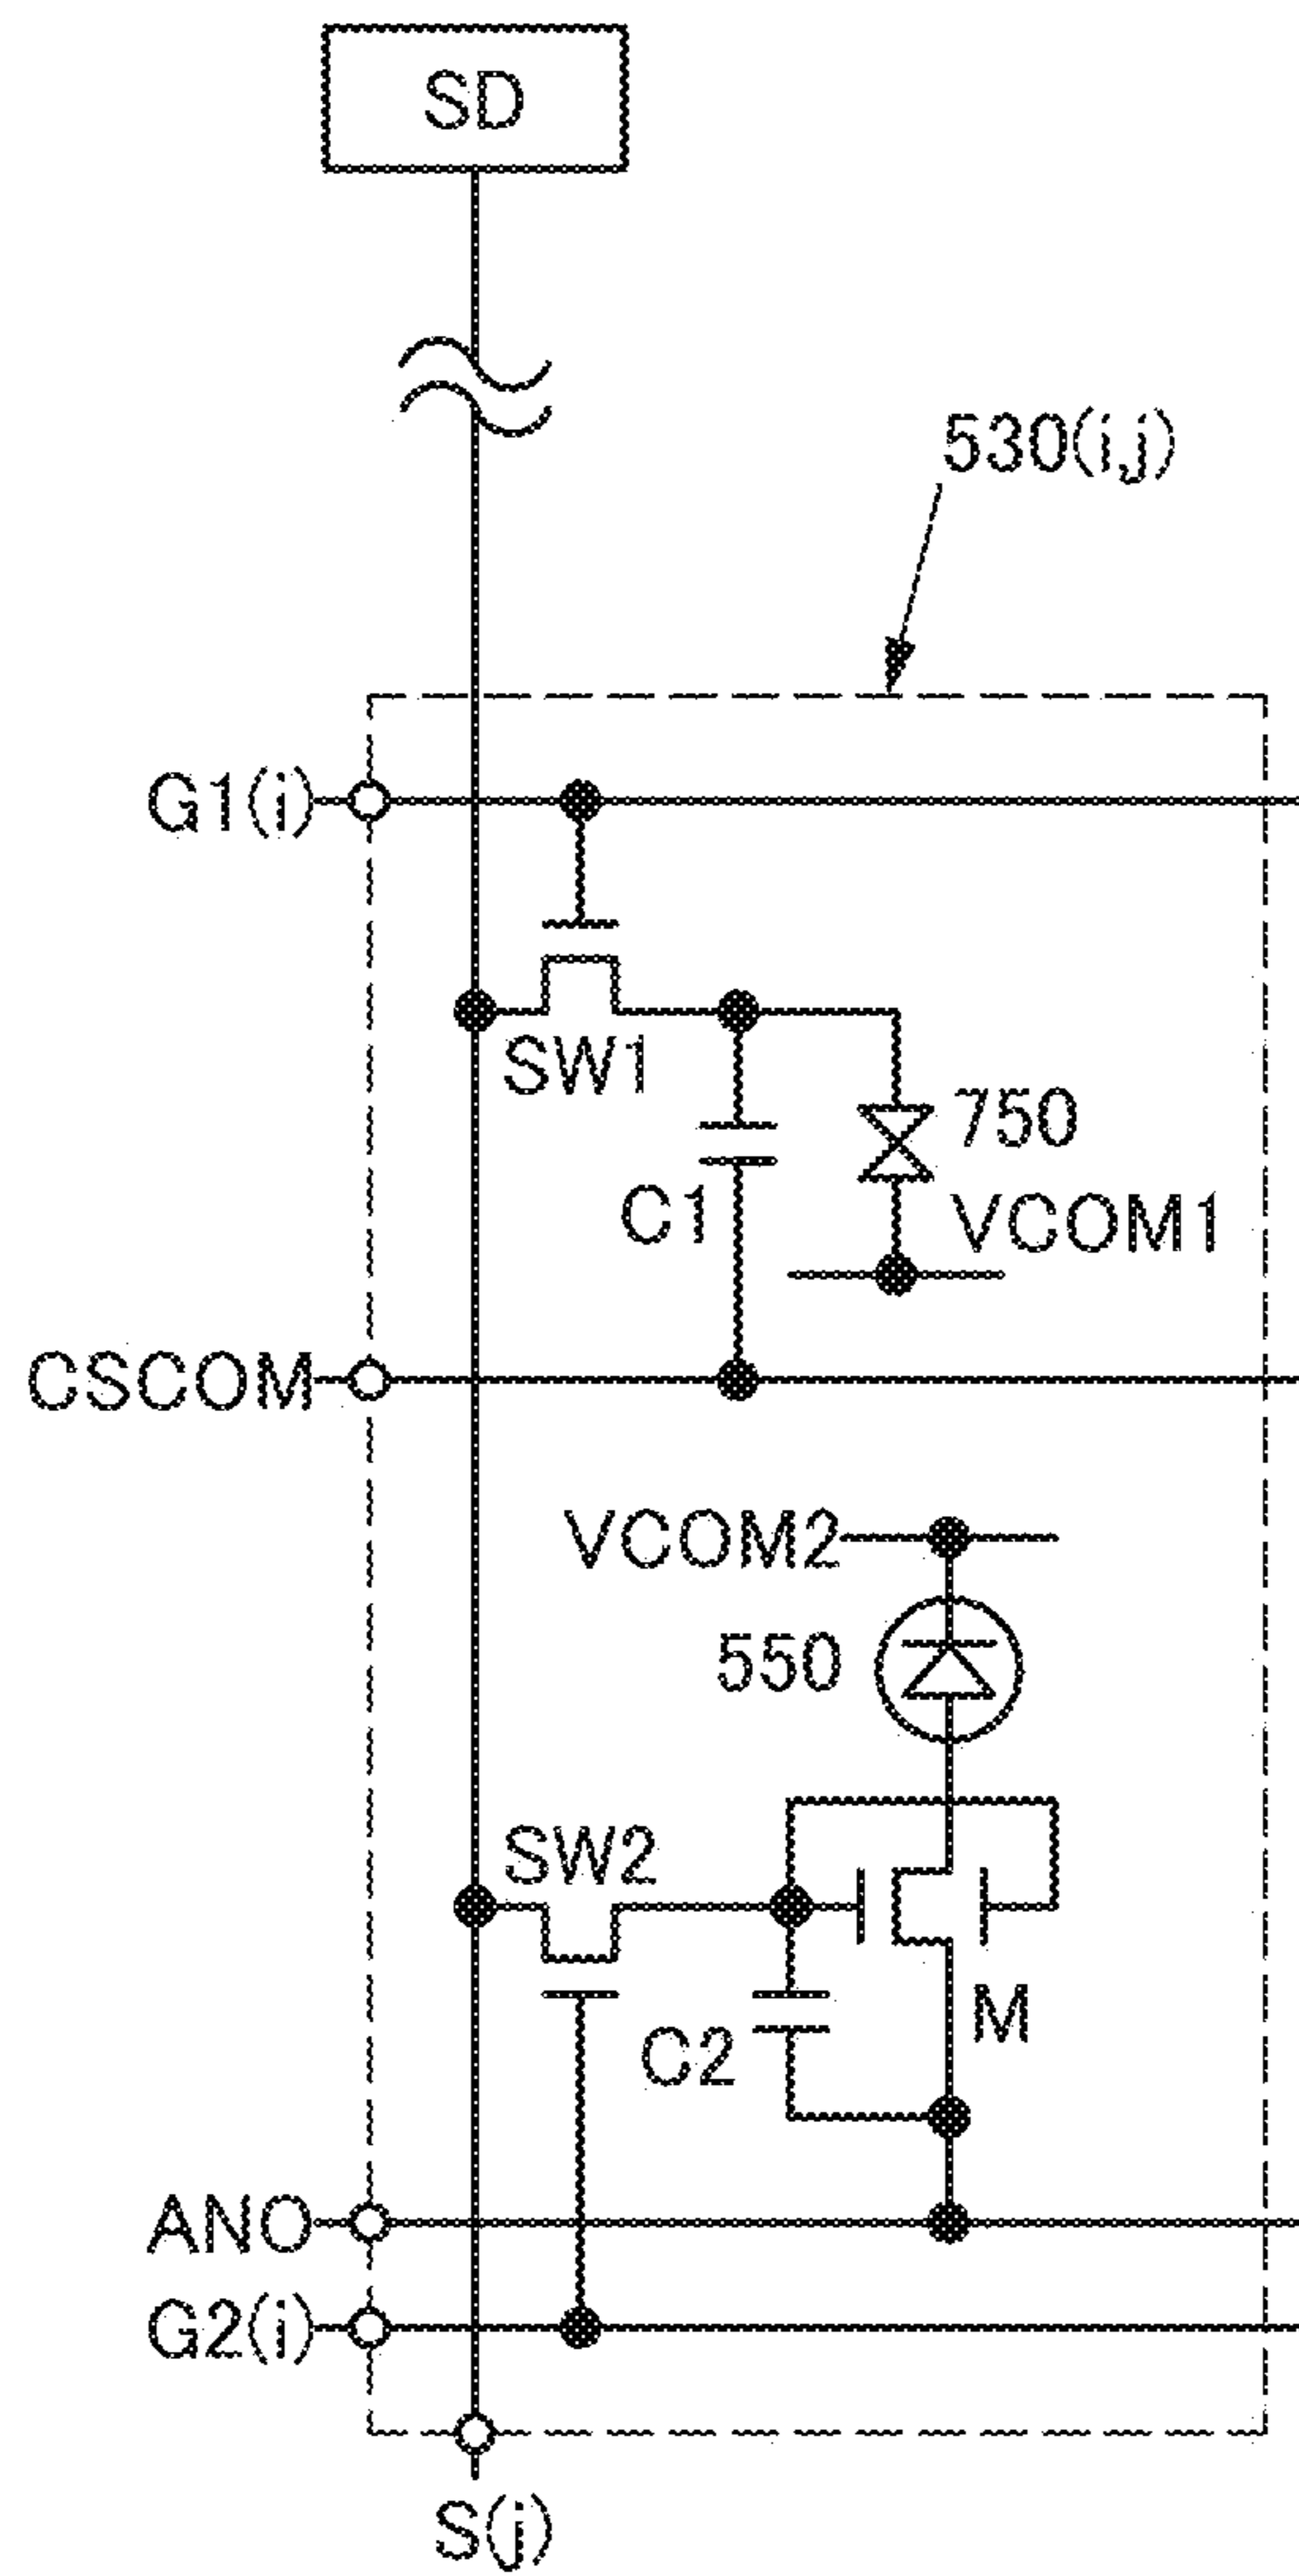 SD
530(i,j)
G1(i)
SW1
750
C1
VCOM1
CSCOM
VCOM2
550
SW2
M
C2
ANO
G2(i)
S(j)